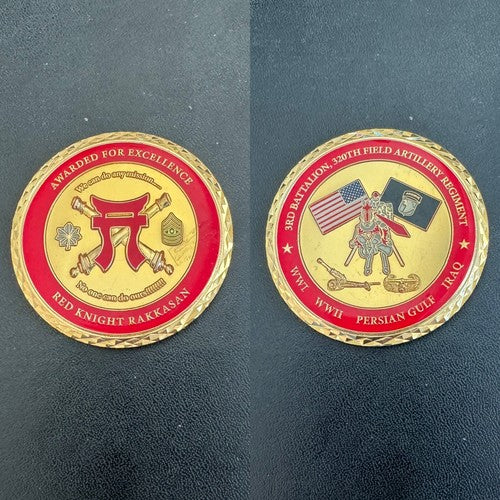 AWARDED FOR EXCELLENCE
We can do any mission....
No one can do ours!!!!!!
RED KNIGHT RAKKASAN
3RD BATTALION, 320TH FIELD ARTILLERY REGIMENT
WWI WWII PERSIAN GULF IRAQ